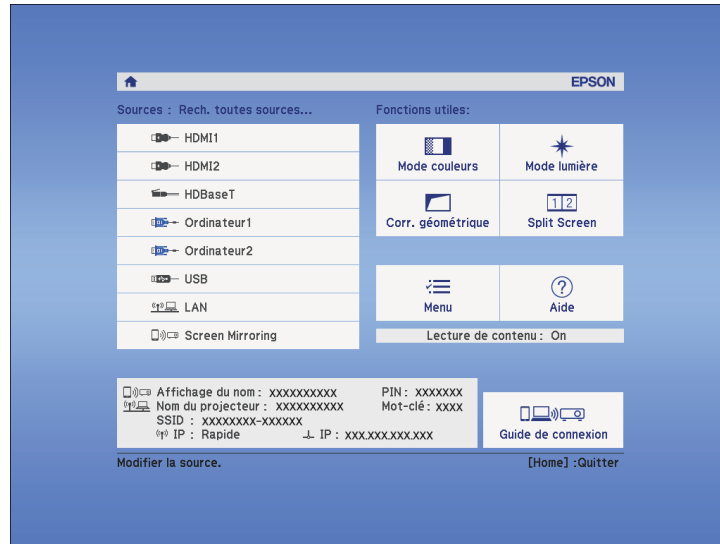 EPSON
Sources : Rech. toutes sources...
HDMI1
HDMI2
HDBaseT
Ordinateur1
Ordinateur2
USB
LAN
Screen Mirroring
Fonctions utiles:
Mode couleurs
Mode lumière
Corr. géométrique
1 2
Split Screen
Menu
? 
Aide
Lecture de contenu : On
Affichage du nom : xxxxxxxxxx PIN : xxxxxxx
Nom du projecteur : xxxxxxxxxx Mot-clé : xxxx
SSID : xxxxxxxx-xxxxxx
IP : Rapide IP : xxx.xxx.xxx.xxx
Guide de connexion
Modifier la source. [Home] :Quitter